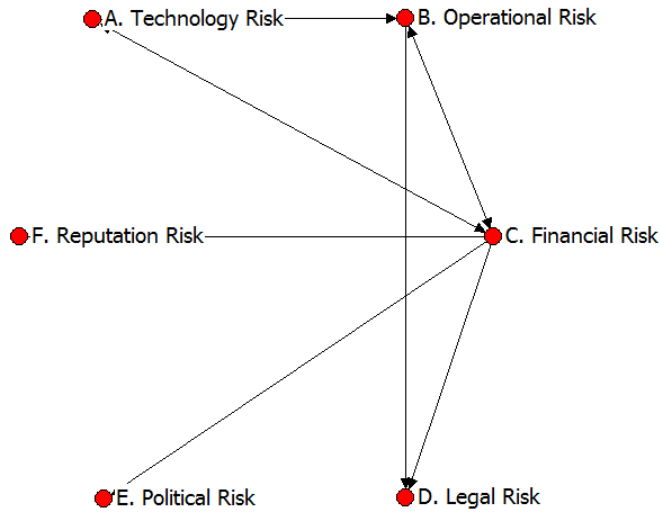 A. Technology Risk
B. Operational Risk
F. Reputation Risk
C. Financial Risk
E. Political Risk
D. Legal Risk